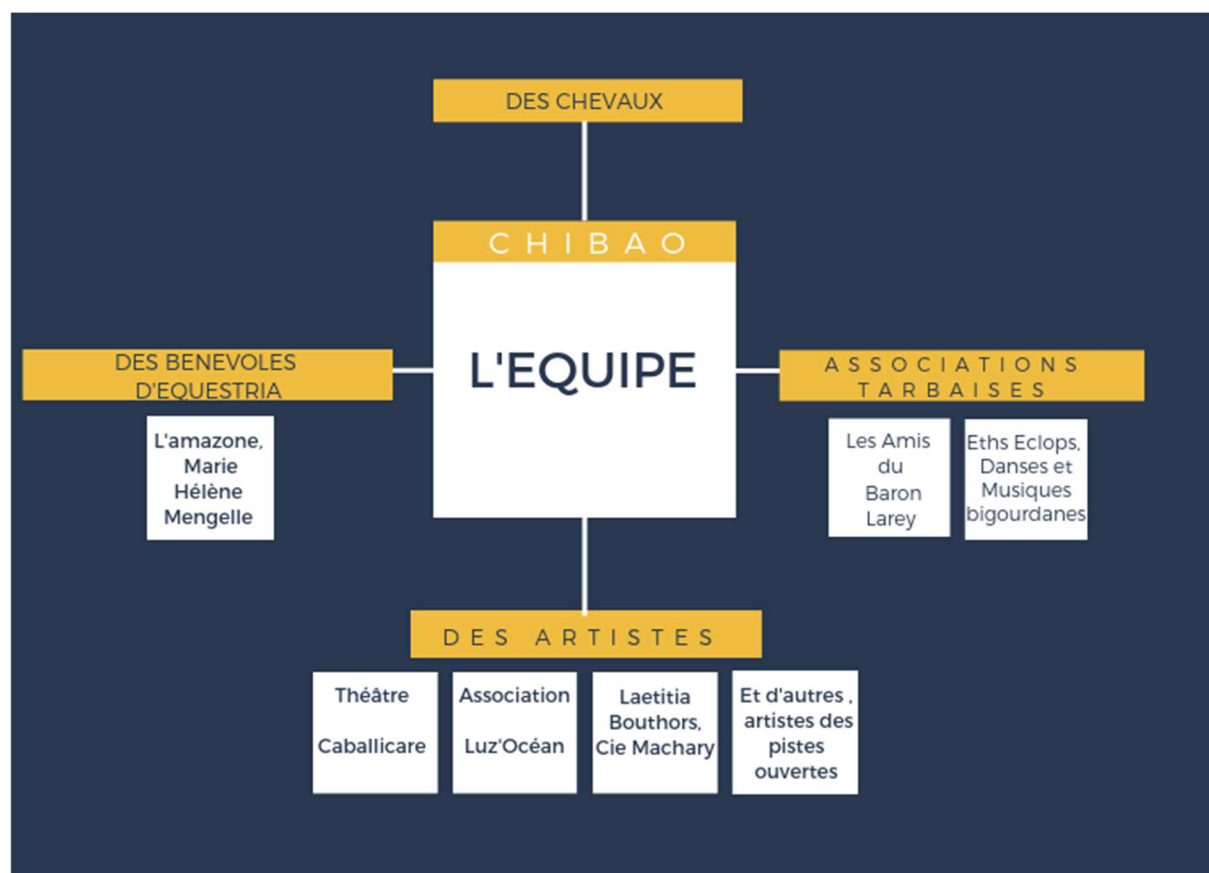 DES CHEVAUX
CHIBAO
L'EQUIPE
DES BENEVOLES
D'EQUESTRIA
L'amazone,
Marie
Hélène
Mengelle
ASSOCIATIONS
TARBAISES
Les Amis
du
Baron
Larey
Eths Eclops,
Danses et
Musiques
bigourdanes
DES ARTISTES
Théâtre
Caballicare
Association
Luz'Océan
Laetitia
Bouthors,
Cie Machary
Et d'autres ,
artistes des
pistes
ouvertes